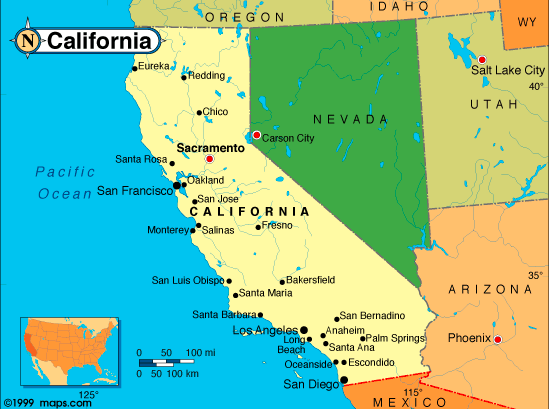 N
California
OREGON
IDAHO
WY
Eureka
Redding
Salt Lake City
40°
Chico
UTAH
NEVADA
Carson City
Sacramento
Santa Rosa
Pacific
Ocean
Oakland
San Francisco
San Jose
CALIFORNIA
35°
Monterey
Salinas
Fresno
San Luis Obispo
Bakersfield
ARIZONA
Santa Maria
Santa Barbara
San Bernadino
Los Angeles
Anaheim
Palm Springs
Phoenix
Long
Beach
Santa Ana
0 50 100 mi
0 50 100 km
Oceanside
Escondido
San Diego
115°
125°
MEXICO
©1999 maps.com